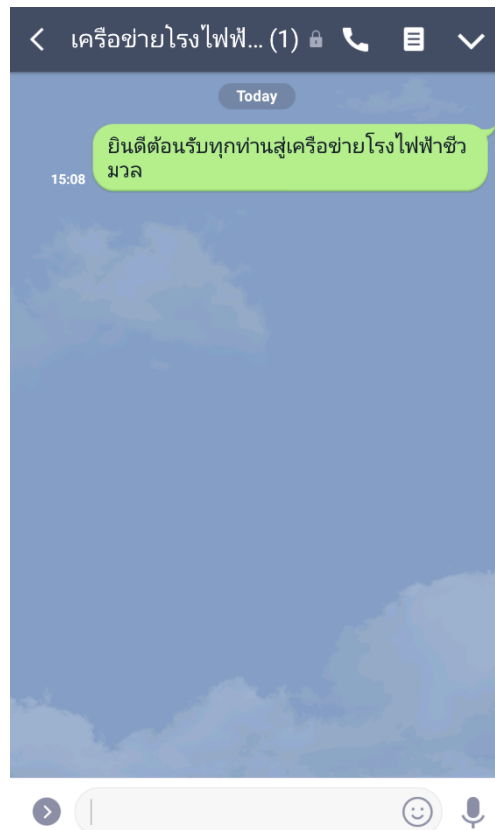 เครือข่ายโรงไฟฟ้... (1)
Today
ยินดีต้อนรับทุกท่านสู่เครือข่ายโรงไฟฟ้าชีว
มวล
15:08